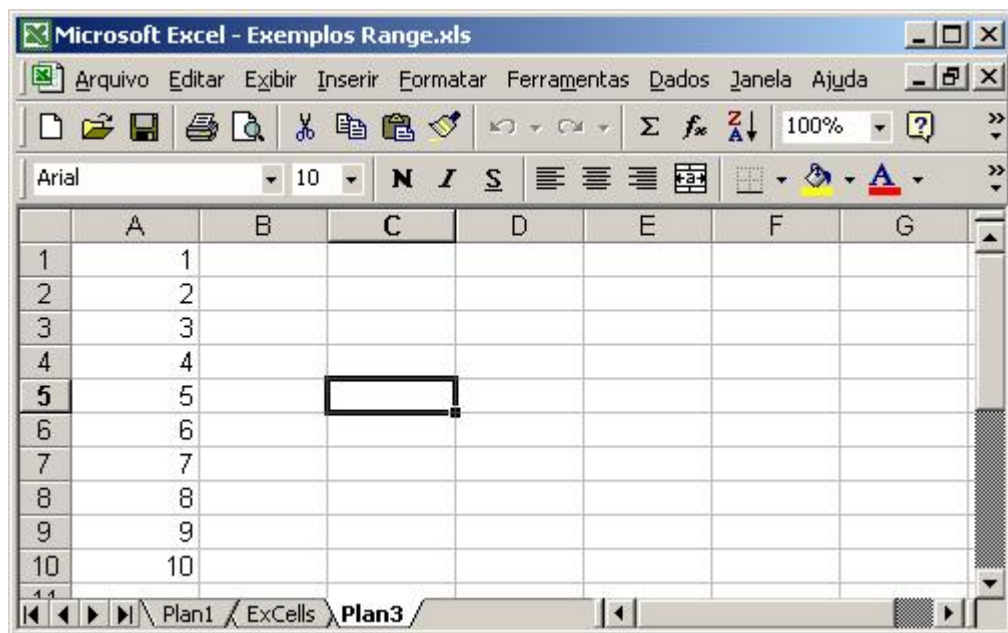 Microsoft Excel - Exemplos Range.xls
Arquivo Editar Exibir Inserir Formatar Ferramentas Dados Janela Ajuda
Σ fx Z A 100% ?
Arial 10 N I S A
A B C D E F G
1 1
2 2
3 3
4 4
5 5
6 6
7 7
8 8
9 9
10 10
11
Plan1 ExCells Plan3